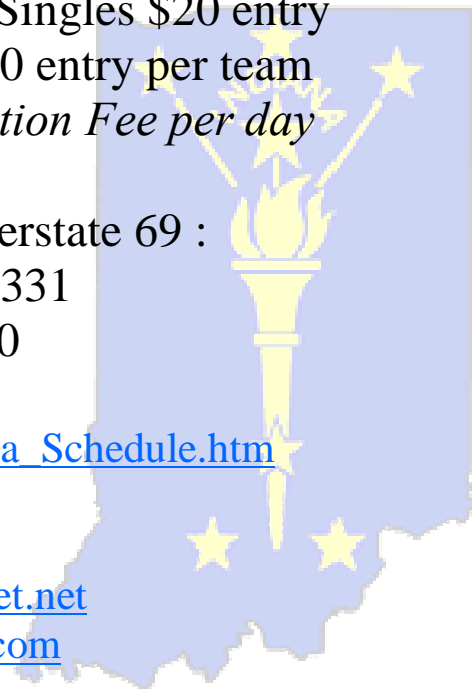 Singles $20 entry
0 entry per team
tion Fee per day
INDIANA
erstate 69 :
331
0
a_Schedule.htm
et.net
com